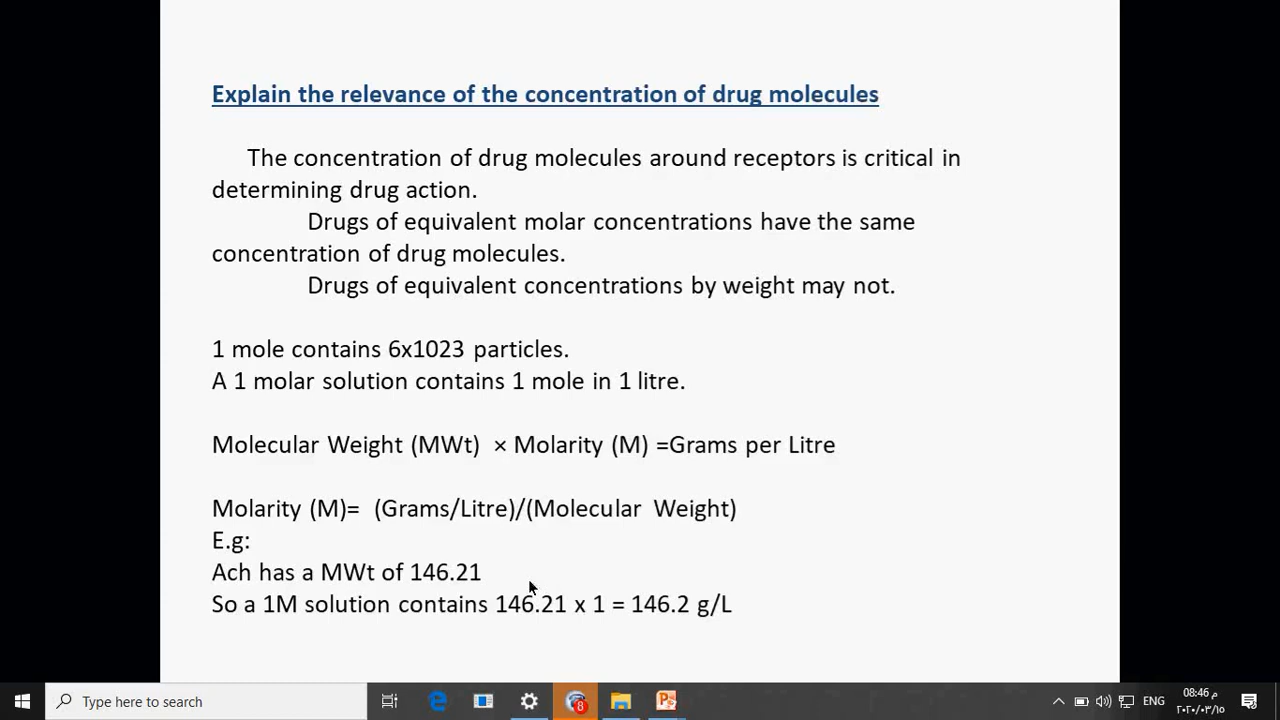 Explain the relevance of the concentration of drug molecules
The concentration of drug molecules around receptors is critical in
determining drug action.
Drugs of equivalent molar concentrations have the same
concentration of drug molecules.
Drugs of equivalent concentrations by weight may not.
1 mole contains 6x1023 particles.
A 1 molar solution contains 1 mole in 1 litre.
Molecular Weight (MWt) × Molarity (M) =Grams per Litre
Molarity (M)= (Grams/Litre)/(Molecular Weight)
E.g:
Ach has a MWt of 146.21
So a 1M solution contains 146.21 x 1 = 146.2 g/L
Type here to search
8
ENG
08:46 م
٢٠٢٠/٠٣/١٥